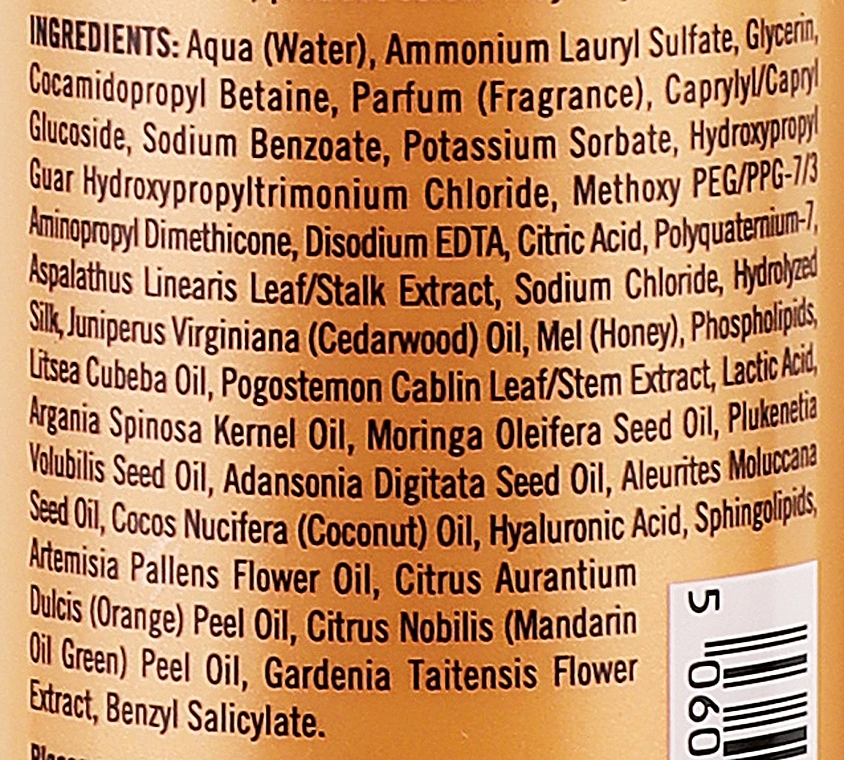 INGREDIENTS: Aqua (Water), Ammonium Lauryl Sulfate, Glycerin,
Cocamidopropyl Betaine, Parfum (Fragrance), Caprylyl/Capryl
Glucoside, Sodium Benzoate, Potassium Sorbate, Hydroxypropyl
Guar Hydroxypropyltrimonium Chloride, Methoxy PEG/PPG-7/3
Aminopropyl Dimethicone, Disodium EDTA, Citric Acid, Polyquaternium-7,
Aspalathus Linearis Leaf/Stalk Extract, Sodium Chloride, Hydrolyzed
Silk, Juniperus Virginiana (Cedarwood) Oil, Mel (Honey), Phospholipids,
Litsea Cubeba Oil, Pogostemon Cablin Leaf/Stem Extract, Lactic Acid,
Argania Spinosa Kernel Oil, Moringa Oleifera Seed Oil, Plukenetia
Volubilis Seed Oil, Adansonia Digitata Seed Oil, Aleurites Moluccana
Seed Oil, Cocos Nucifera (Coconut) Oil, Hyaluronic Acid, Sphingolipids,
Artemisia Pallens Flower Oil, Citrus Aurantium
Dulcis (Orange) Peel Oil, Citrus Nobilis (Mandarin
Oil Green) Peel Oil, Gardenia Taitensis Flower
Extract, Benzyl Salicylate.
5 060